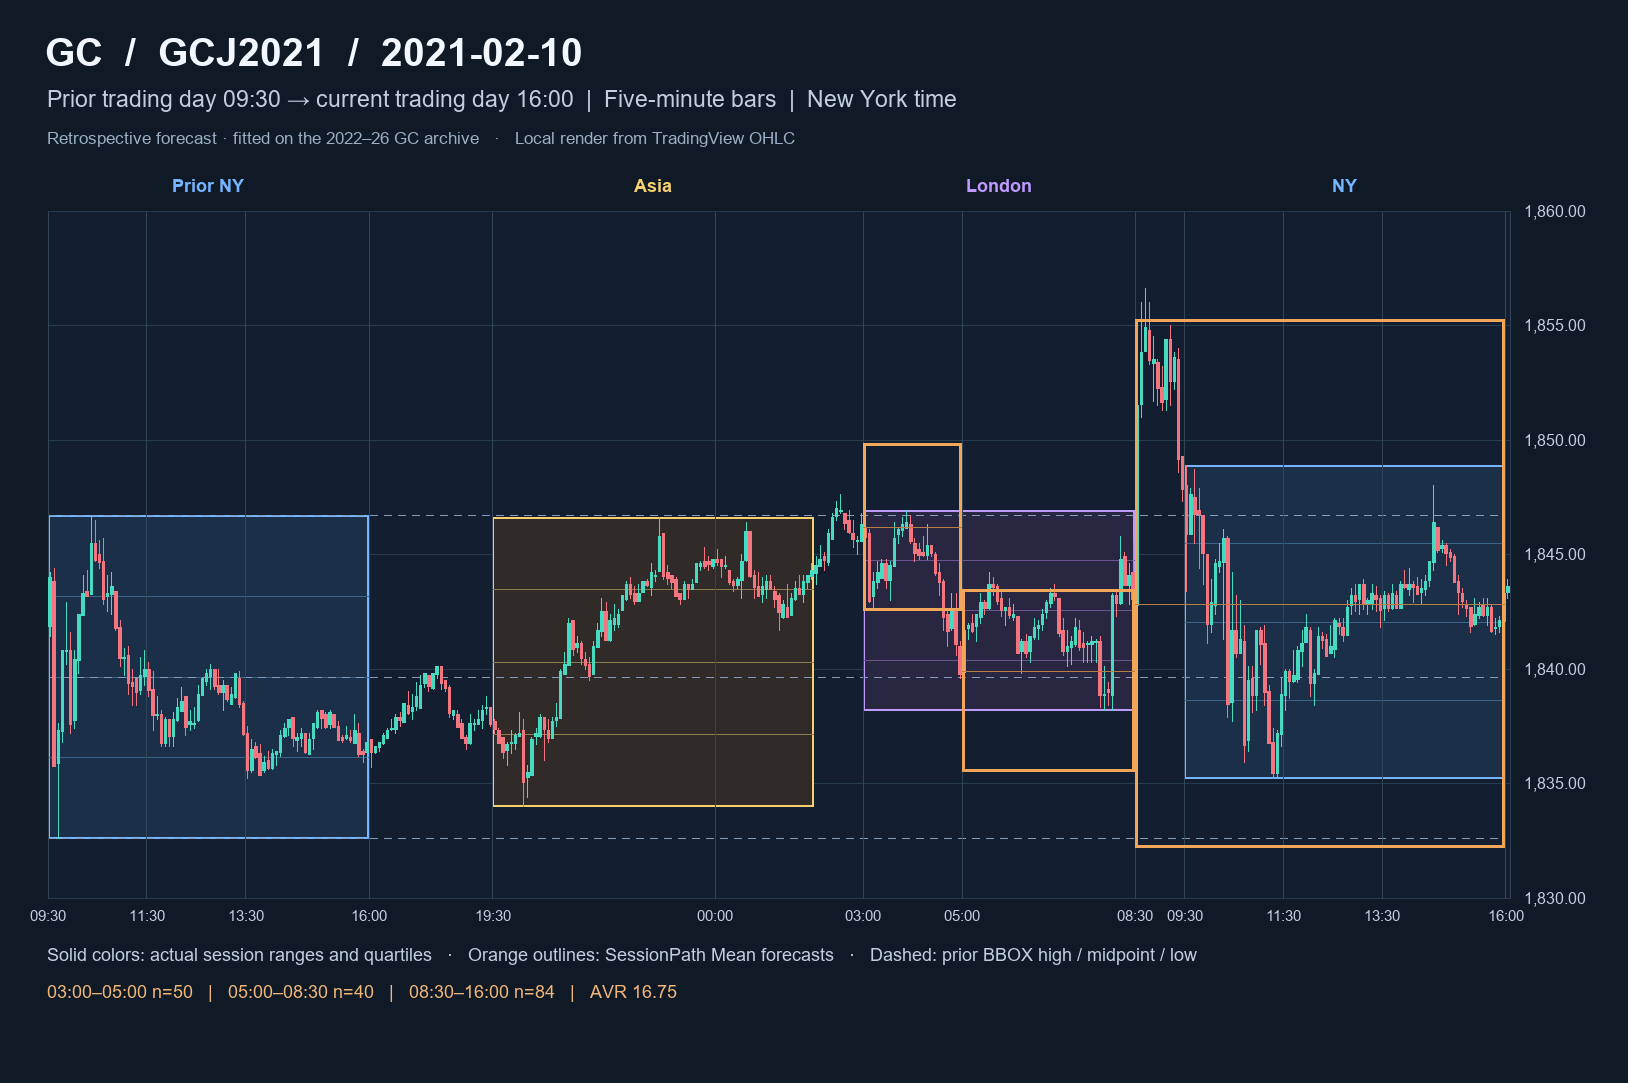 GC / GCJ2021 / 2021-02-10
Prior trading day 09:30 → current trading day 16:00 | Five-minute bars | New York time
Retrospective forecast · fitted on the 2022–26 GC archive · Local render from TradingView OHLC
Prior NY Asia London NY
1,860.00
1,855.00
1,850.00
1,845.00
1,840.00
1,835.00
1,830.00
09:30 11:30 13:30 16:00 19:30 00:00 03:00 05:00 08:30 09:30 11:30 13:30 16:00
Solid colors: actual session ranges and quartiles · Orange outlines: SessionPath Mean forecasts · Dashed: prior BBOX high / midpoint / low
03:00–05:00 n=50 | 05:00–08:30 n=40 | 08:30–16:00 n=84 | AVR 16.75